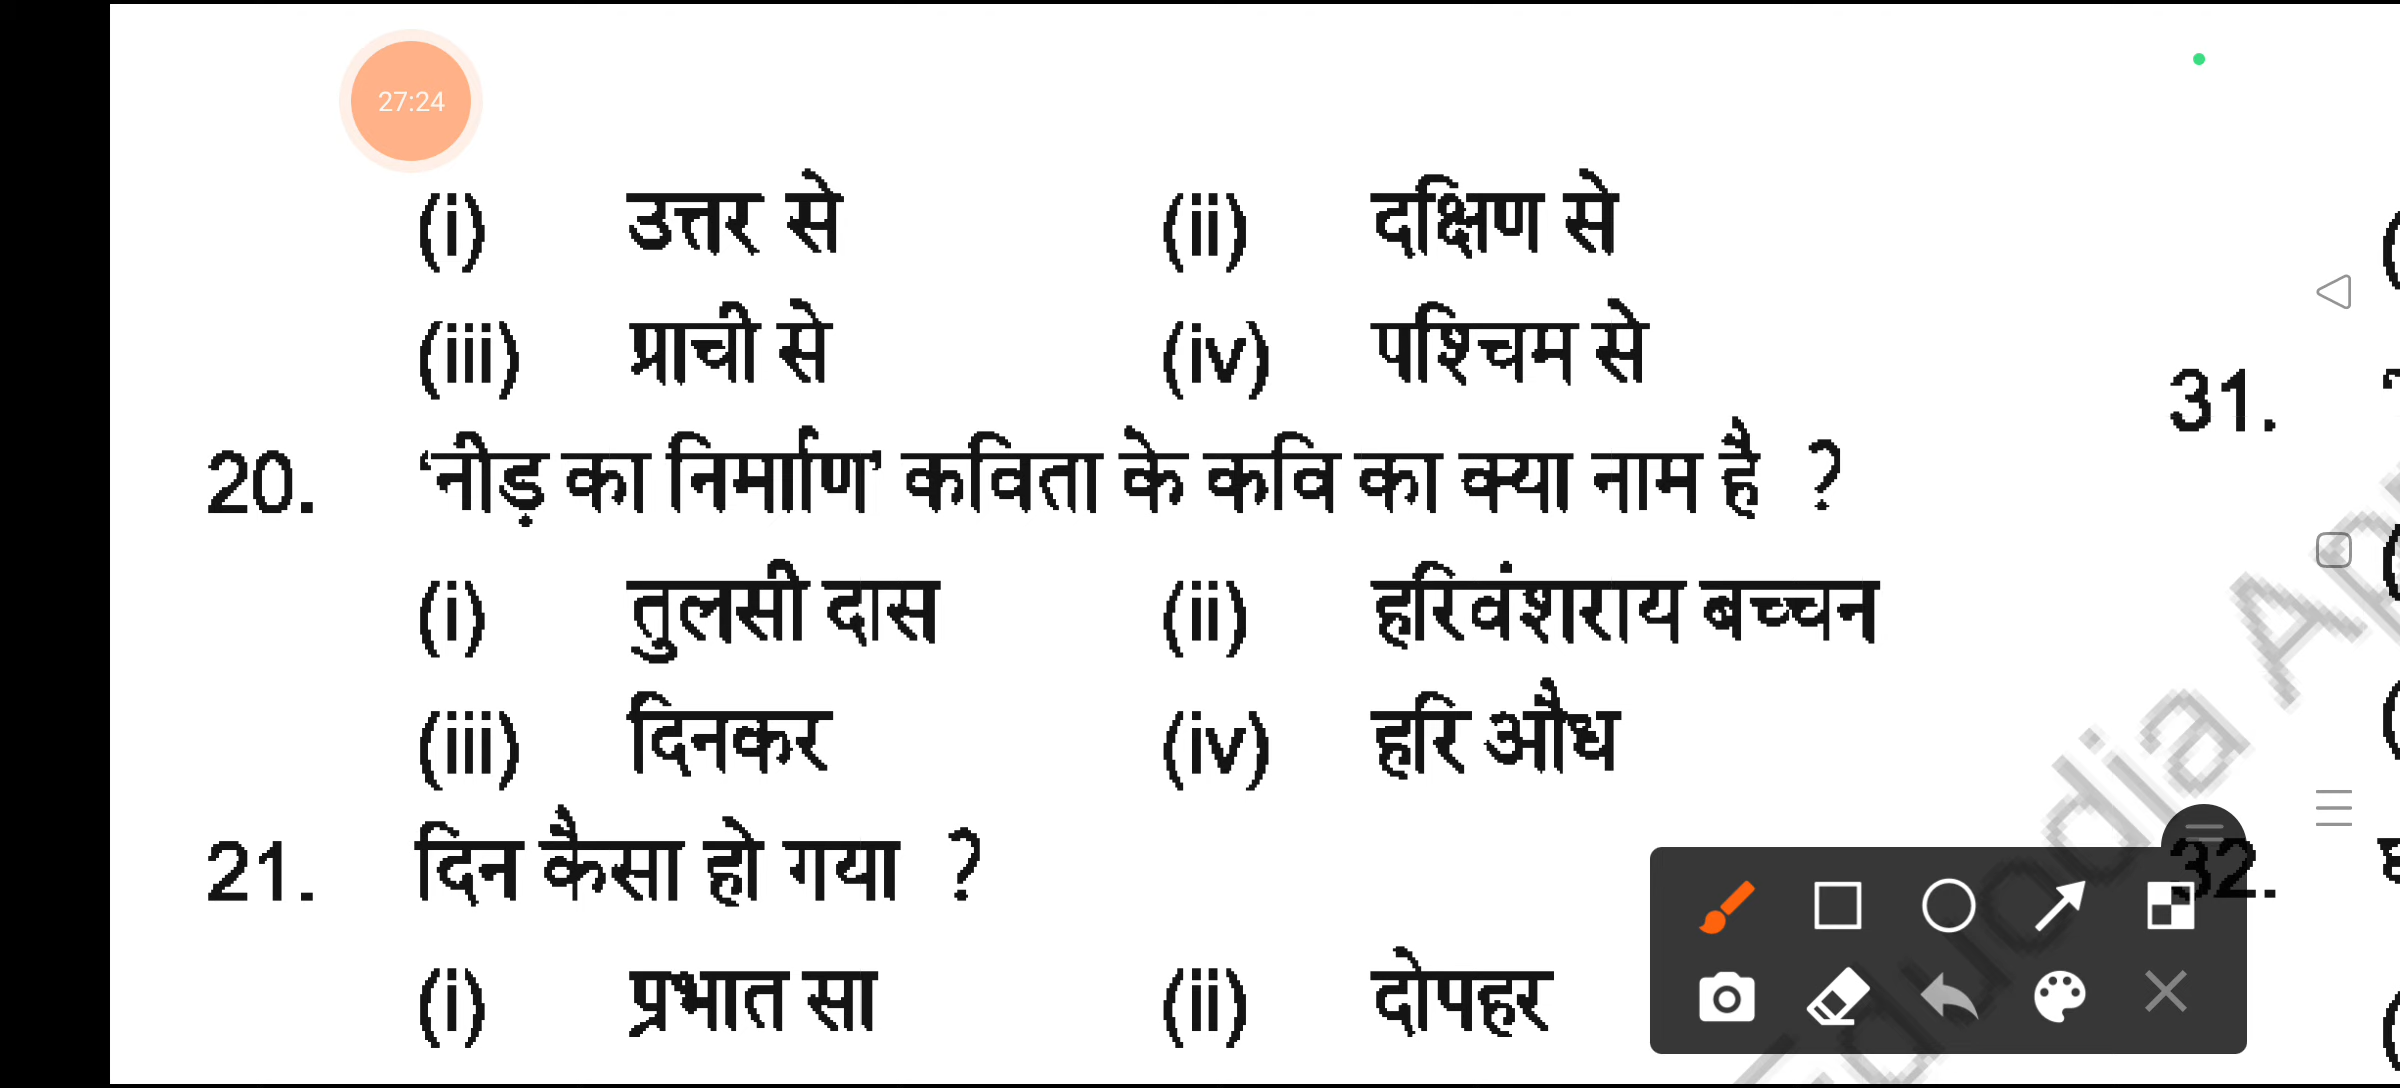 27:24
(i) उत्तर से (ii) दक्षिण से
(iii) प्राची से (iv) पश्चिम से
31.
20. ‘नीड़ का निर्माण’ कविता के कवि का क्या नाम है ?
(i) तुलसी दास (ii) हरिवंशराय बच्चन
(iii) दिनकर (iv) हरि औध
21. दिन कैसा हो गया ?
32.
(i) प्रभात सा (ii) दोपहर